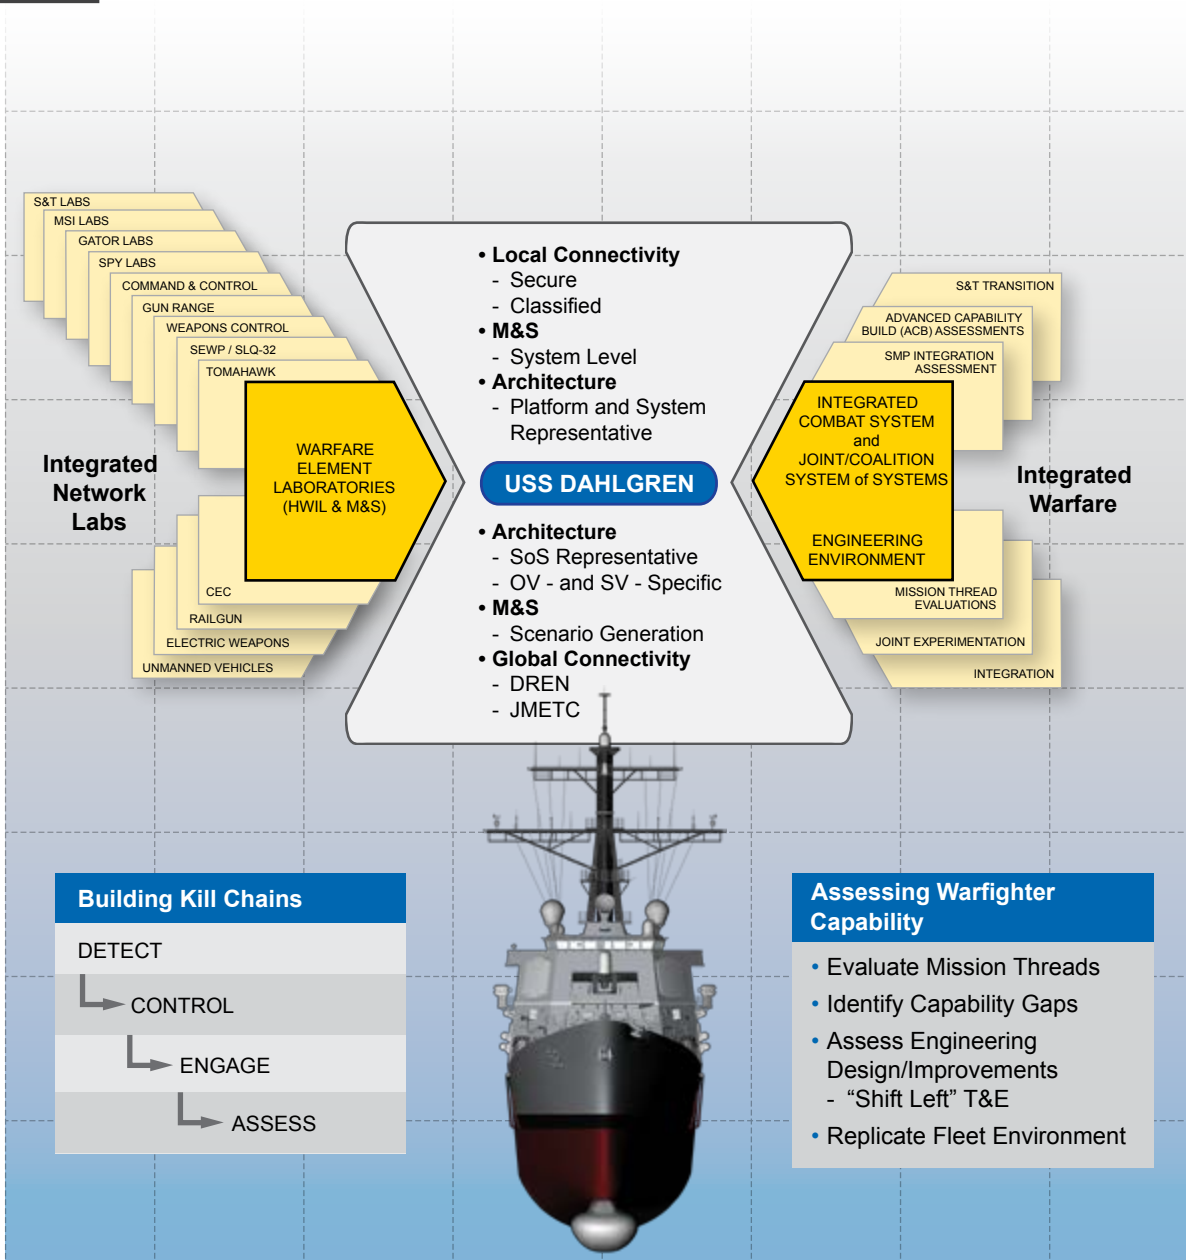 S&T LABS
MSI LABS
GATOR LABS
SPY LABS
COMMAND & CONTROL
GUN RANGE
WEAPONS CONTROL
SEWP / SLQ-32
TOMAHAWK
Integrated
Network
Labs
WARFARE
ELEMENT
LABORATORIES
(HWIL & M&S)
CEC
RAILGUN
ELECTRIC WEAPONS
UNMANNED VEHICLES
• Local Connectivity
- Secure
- Classified
• M&S
- System Level
• Architecture
- Platform and System
Representative
USS DAHLGREN
• Architecture
- SoS Representative
- OV - and SV - Specific
• M&S
- Scenario Generation
• Global Connectivity
- DREN
- JMETC
S&T TRANSITION
ADVANCED CAPABILITY
BUILD (ACB) ASSESSMENTS
SMP INTEGRATION
ASSESSMENT
INTEGRATED
COMBAT SYSTEM
and
JOINT/COALITION
SYSTEM of SYSTEMS
ENGINEERING
ENVIRONMENT
Integrated
Warfare
MISSION THREAD
EVALUATIONS
JOINT EXPERIMENTATION
INTEGRATION
Building Kill Chains
DETECT
CONTROL
ENGAGE
ASSESS
Assessing Warfighter
Capability
• Evaluate Mission Threads
• Identify Capability Gaps
• Assess Engineering
Design/Improvements
- “Shift Left” T&E
• Replicate Fleet Environment